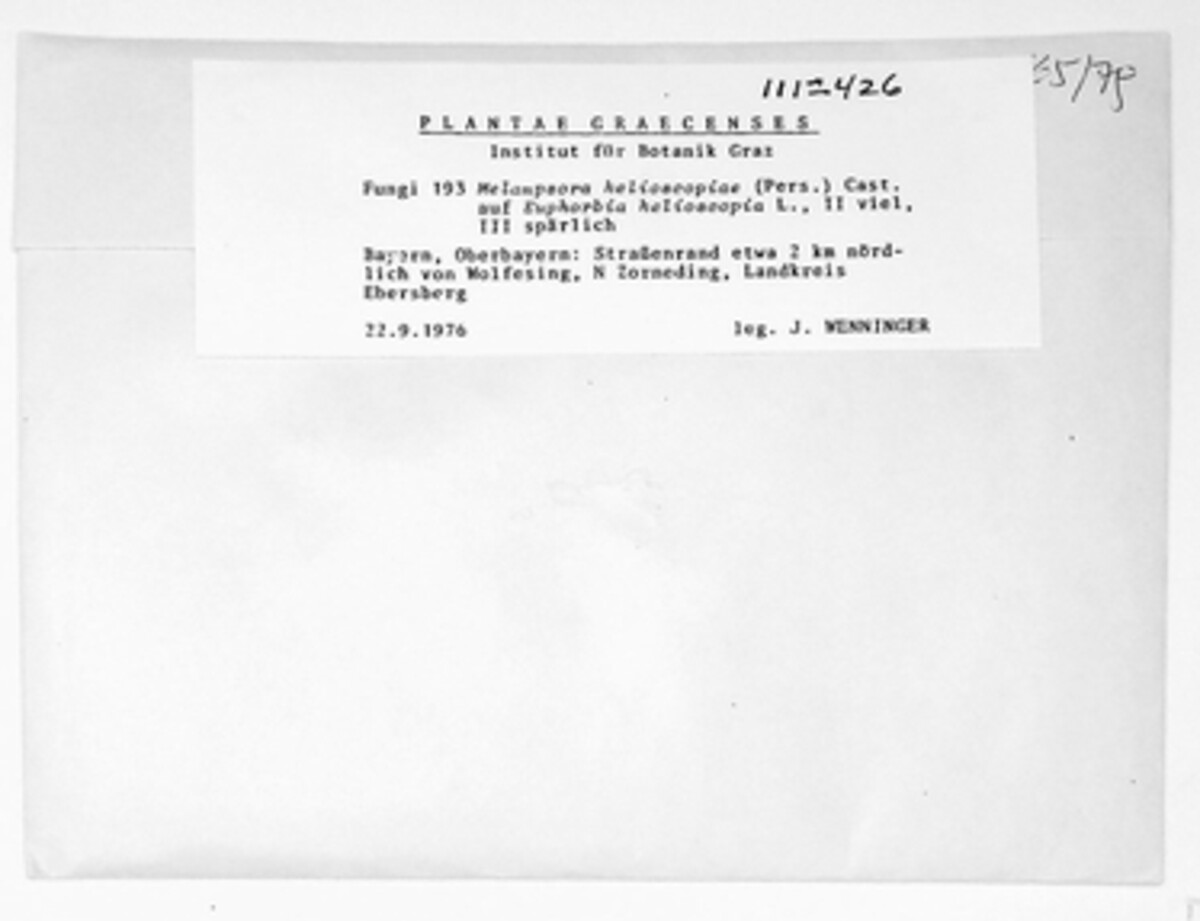 1112426
5/79
PLANTAE GRAECENSES
Institut für Botanik Graz
Fungi 193 Melampsora helioscopiae (Pers.) Cast.
auf Euphorbia helioscopia L., II viel,
III spärlich
Bayern, Oberbayern: Straßenrand etwa 2 km nörd-
lich von Wolfesing, N Zorneding, Landkreis
Ebersberg
22.9.1976 leg. J. WENNINGER